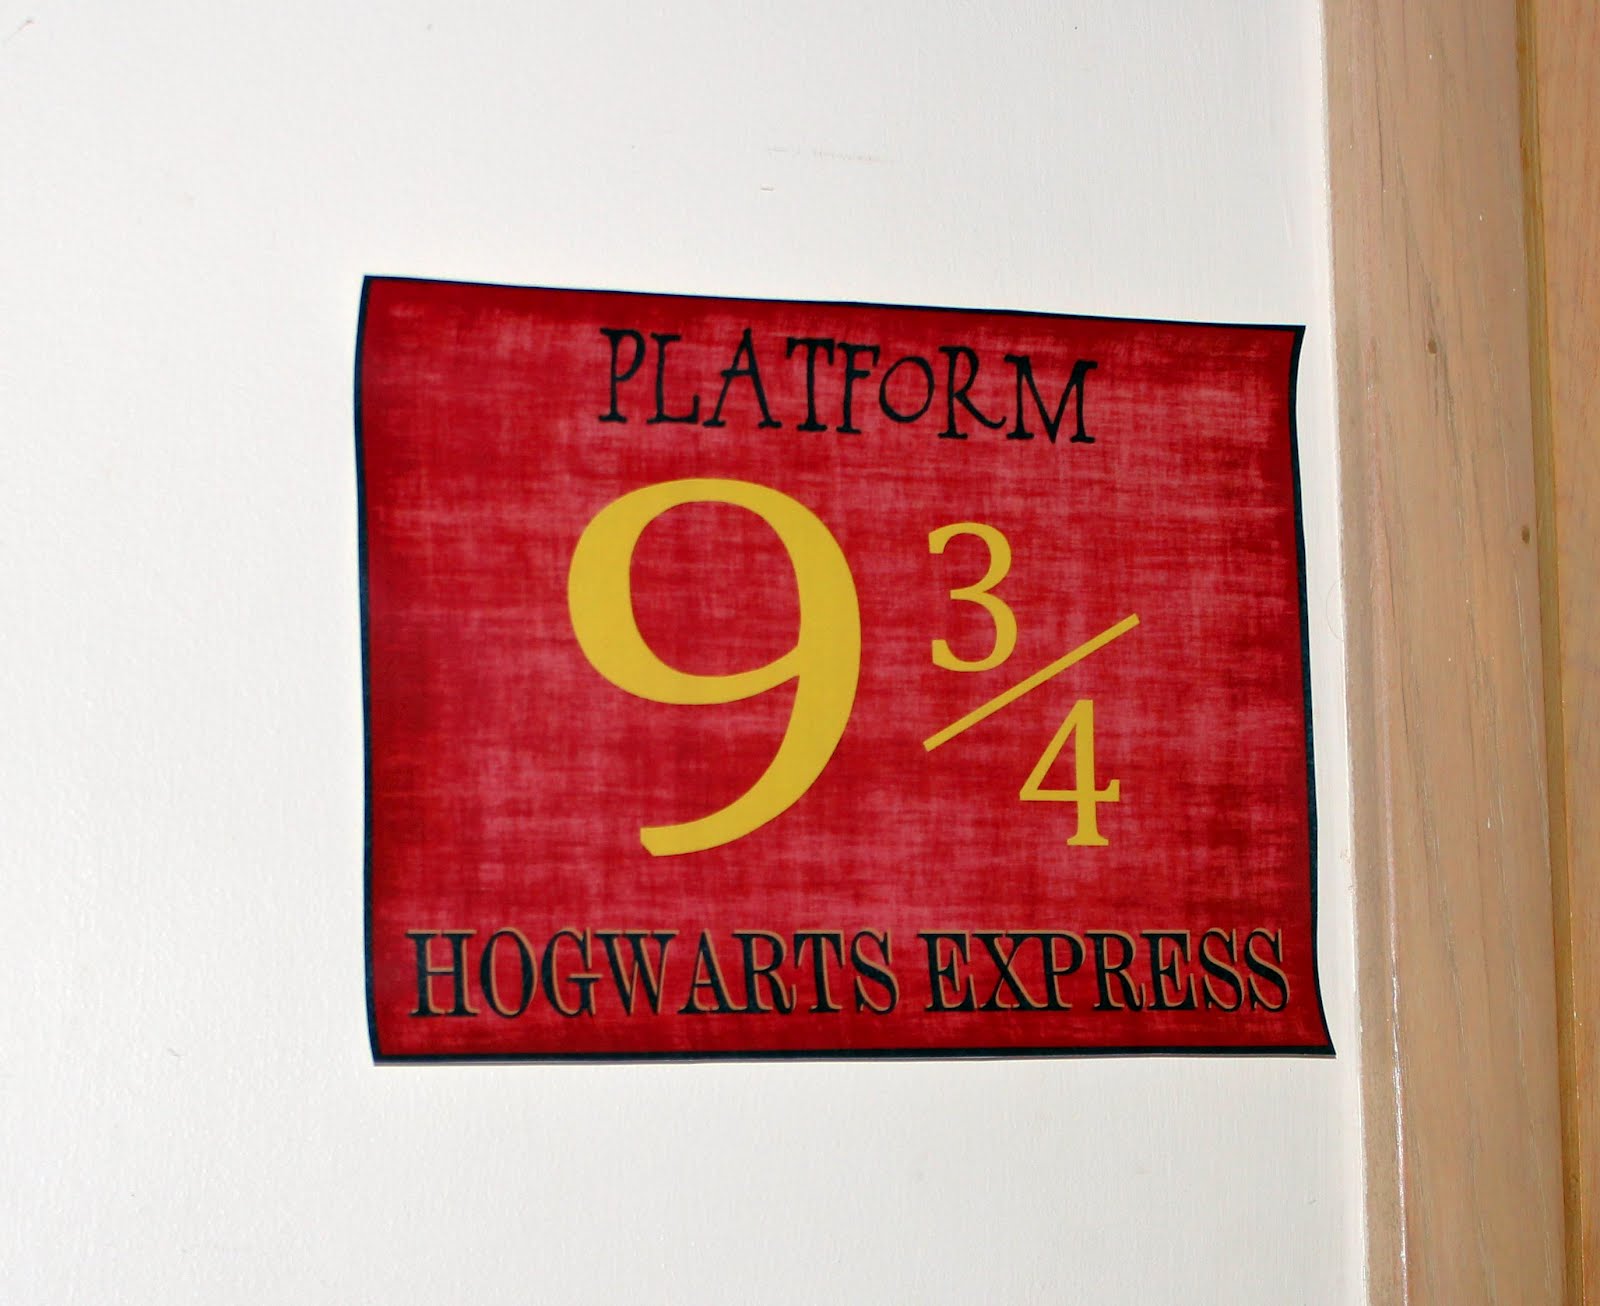 PLATFORM
9 3/4
HOGWARTS EXPRESS